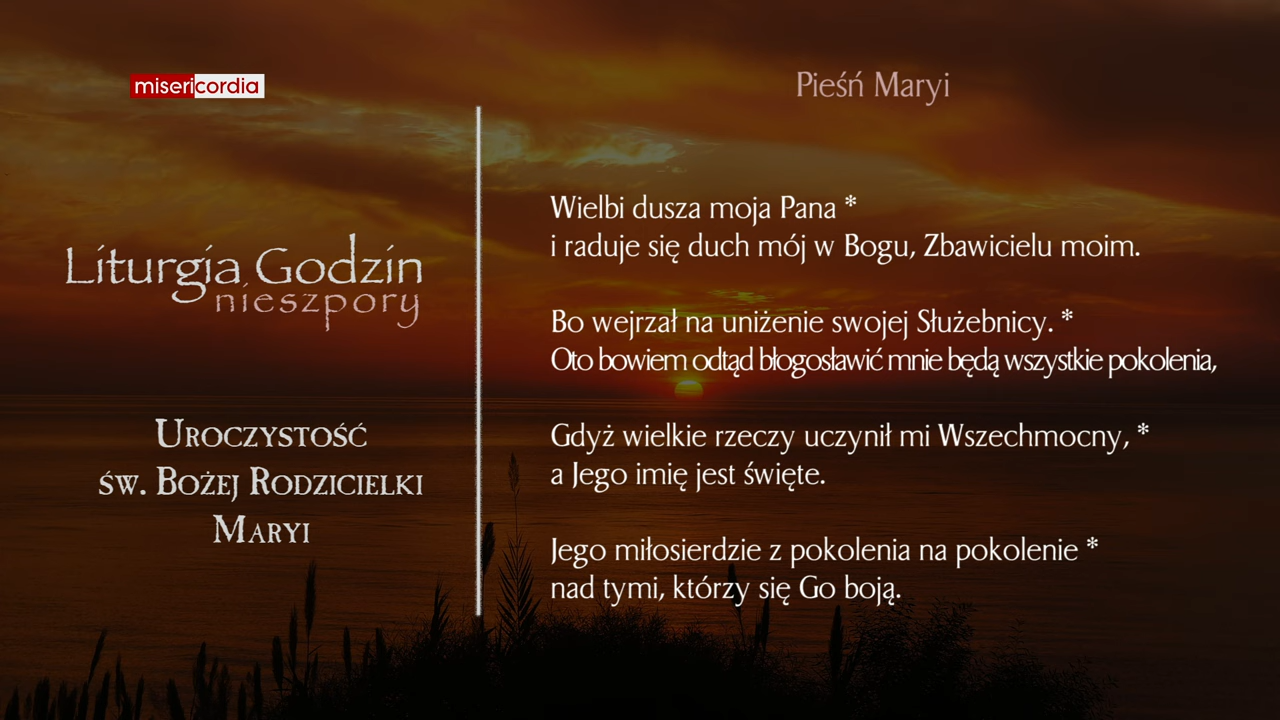 misericordia
Liturgia Godzin
nieszpory
Uroczystość
św. Bożej Rodzicielki
Maryi
Pieśń Maryi
Wielbi dusza moja Pana *
i raduje się duch mój w Bogu, Zbawicielu moim.
Bo wejrzał na uniżenie swojej Służebnicy. *
Oto bowiem odtąd błogosławić mnie będą wszystkie pokolenia,
Gdyż wielkie rzeczy uczynił mi Wszechmocny, *
a Jego imię jest święte.
Jego miłosierdzie z pokolenia na pokolenie *
nad tymi, którzy się Go boją.